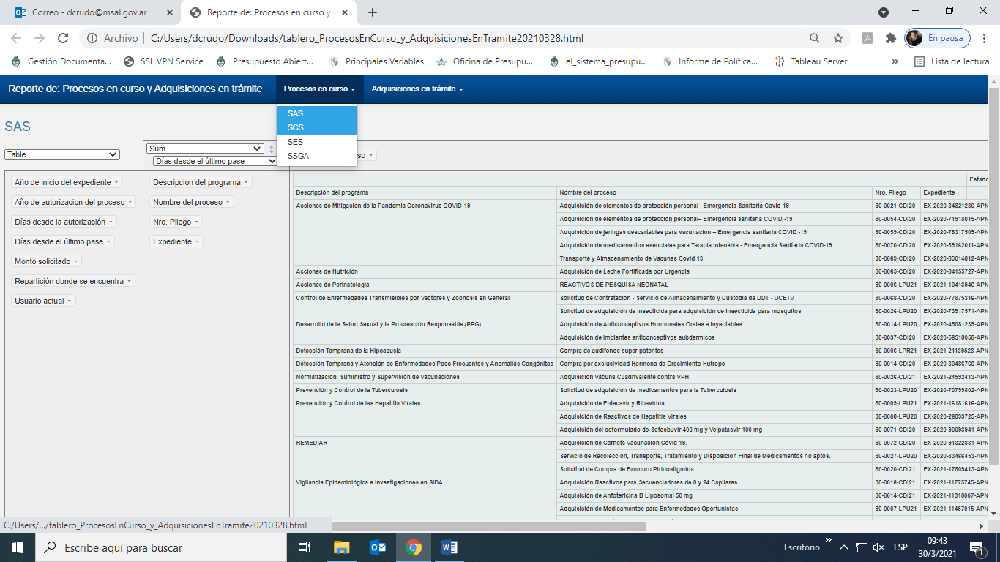 Correo - dcrudo@msal.gov.ar
Reporte de: Procesos en curso y
Archivo
C:/Users/dcrudo/Downloads/tablero_ProcesosEnCurso_y_AdquisicionesEnTramite20210328.html
En pausa
Gestión Documenta...
SSL VPN Service
Presupuesto Abiert...
Principales Variables
Oficina de Presupu...
el_sistema_presupu...
Informe de Política...
Tableau Server
»
Lista de lectura
Reporte de: Procesos en curso y Adquisiciones en trámite
Procesos en curso
Adquisiciones en trámite
SAS
SCS
SES
SSGA
SAS
Table
Sum
Días desde el último pase
so
Año de inicio del expediente
Año de autorizacion del proceso
Días desde la autorización
Días desde el último pase
Monto solicitado
Repartición donde se encuentra
Usuario actual
Descripción del programa
Nombre del proceso
Nro. Pliego
Expediente
Estado
Descripción del programa Nombre del proceso Nro. Pliego Expediente
Acciones de Mitigación de la Pandemia Coronavirus COVID-19 Adquisición de elementos de protección personal– Emergencia Sanitaria Covid-19 80-0021-CDI20 EX-2020-34821230-APN
Adquisición de elementos de protección personal– Emergencia sanitaria COVID -19 80-0054-CDI20 EX-2020-71918015-APN
Adquisición de jeringas descartables para vacunación – Emergencia sanitaria COVID -19 80-0059-CDI20 EX-2020-78317509-APN
Adquisición de medicamentos esenciales para Terapia Intensiva - Emergencia Sanitaria COVID-19 80-0070-CDI20 EX-2020-89162011-APN
Transporte y Almacenamiento de Vacunas Covid 19 80-0065-CDI20 EX-2020-89014812-APN
Acciones de Nutrición Adquisición de Leche Fortificada por Urgencia 80-0065-CDI20 EX-2020-84155727-APN
Acciones de Perinatología REACTIVOS DE PESQUISA NEONATAL 80-0006-LPU21 EX-2021-10413946-APN
Control de Enfermedades Transmisibles por Vectores y Zoonosis en General Solicitud de Contratación - Servicio de Almacenamiento y Custodia de DDT - DCETV 80-0068-CDI20 EX-2020-77875316-APN
Solicitud de adquisición de insecticida para adquisición de insecticida para mosquitos 80-0026-LPU20 EX-2020-73917571-APN
Desarrollo de la Salud Sexual y la Procreación Responsable (PPG) Adquisición de Anticonceptivos Hormonales Orales e Inyectables 80-0014-LPU20 EX-2020-45081239-APN
Adquisición de implantes anticonceptivos subdermicos 80-0037-CDI20 EX-2020-56518058-APN
Detección Temprana de la Hipoacusia Compra de audífonos super potentes 80-0006-LPR21 EX-2021-21139523-APN
Detección Temprana y Atención de Enfermedades Poco Frecuentes y Anomalías Congénitas Compra por exclusividad Hormona de Crecimiento Hutrope 80-0014-CDI20 EX-2020-30486766-APN
Normatización, Suministro y Supervisión de Vacunaciones Adquisición Vacuna Cuadrivalente contra VPH 80-0026-CDI21 EX-2021-24592413-APN
Prevención y Control de la Tuberculosis Solicitud de adquisición de medicamentos para la Tuberculosis 80-0023-LPU20 EX-2020-70799802-APN
Prevención y Control de las Hepatitis Virales Adquisición de Entecavir y Ribavirina 80-0009-LPU21 EX-2021-16181616-APN
Adquisición de Reactivos de Hepatitis Virales 80-0008-LPU20 EX-2020-26893725-APN
Adquisición del coformulado de Sofosbuvir 400 mg y Velpatasvir 100 mg 80-0071-CDI20 EX-2020-90093941-APN
REMEDIAR Adquisición de Carnets Vacunación Covid 19. 80-0072-CDI20 EX-2020-91322831-APN
Servicio de Recolección, Transporte, Tratamiento y Disposición Final de Medicamentos no aptos. 80-0027-LPU20 EX-2020-83466453-APN
Solicitud de Compra de Bromuro Piridostigmina 80-0020-CDI21 EX-2021-17809413-APN
Vigilancia Epidemiológica e Investigaciones en SIDA Adquisición Reactivos para Secuenciadores de 8 y 24 Capilares 80-0016-CDI21 EX-2021-11775745-APN
Adquisición de Anfotericina B Liposomal 50 mg 80-0014-CDI21 EX-2021-11318007-APN
Adquisición de Medicamentos para Enfermedades Oportunistas 80-0007-LPU21 EX-2021-11457015-APN
C:/Users/.../tablero_ProcesosEnCurso_y_AdquisicionesEnTramite20210328.html
Escribe aquí para buscar
Escritorio
»
ESP
09:43
30/3/2021
1